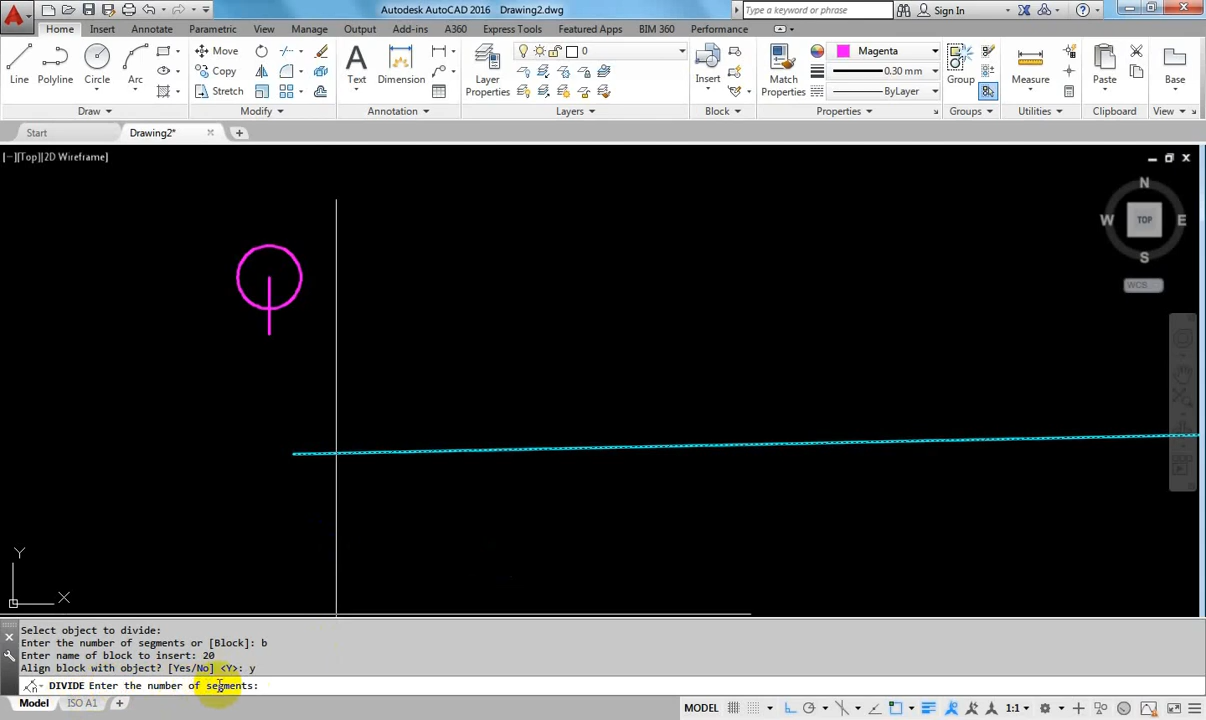 Autodesk AutoCAD 2016 Drawing2.dwg
Type a keyword or phrase
Sign In
Home Insert Annotate Parametric View Manage Output Add-ins A360 Express Tools Featured Apps BIM 360 Performance
Line Polyline Circle Arc
Move
Copy
Stretch
Text Dimension
Layer Properties
0
Insert
Match Properties
Magenta
0.30 mm
ByLayer
Group
Measure
Paste
Base
Draw Modify Annotation Layers Block Properties Groups Utilities Clipboard View
Start Drawing2*
[−][Top][2D Wireframe]
N
W TOP E
S
WCS
Y
X
Select object to divide:
Enter the number of segments or [Block]: b
Enter name of block to insert: 20
Align block with object? [Yes/No] <Y>: y
DIVIDE Enter the number of segments:
Model ISO A1
MODEL 1:1